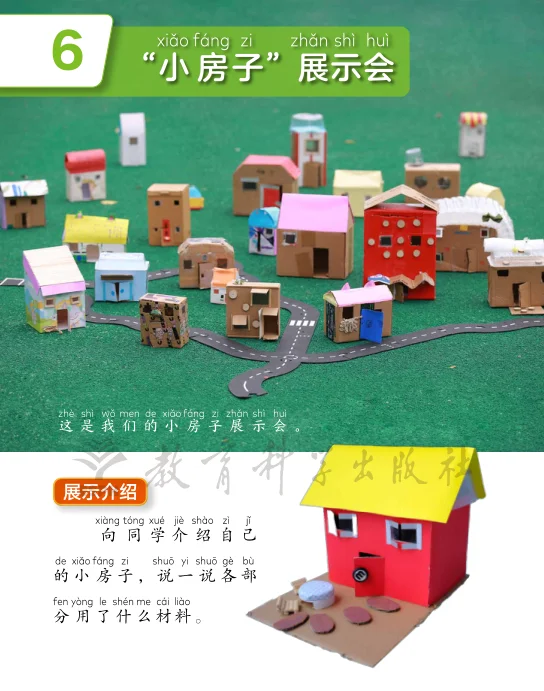 6
xiǎo fáng zi zhǎn shì huì
“小房子”展示会
zhè shì wǒ men de xiǎo fáng zi zhǎn shì huì
这是我们的小房子展示会。
教育科学出版社
展示介绍
xiàng tóng xué jiè shào zì jǐ
向同学介绍自己
de xiǎo fáng zi shuō yi shuō gè bù
的小房子，说一说各部
fen yòng le shén me cái liào
分用了什么材料。